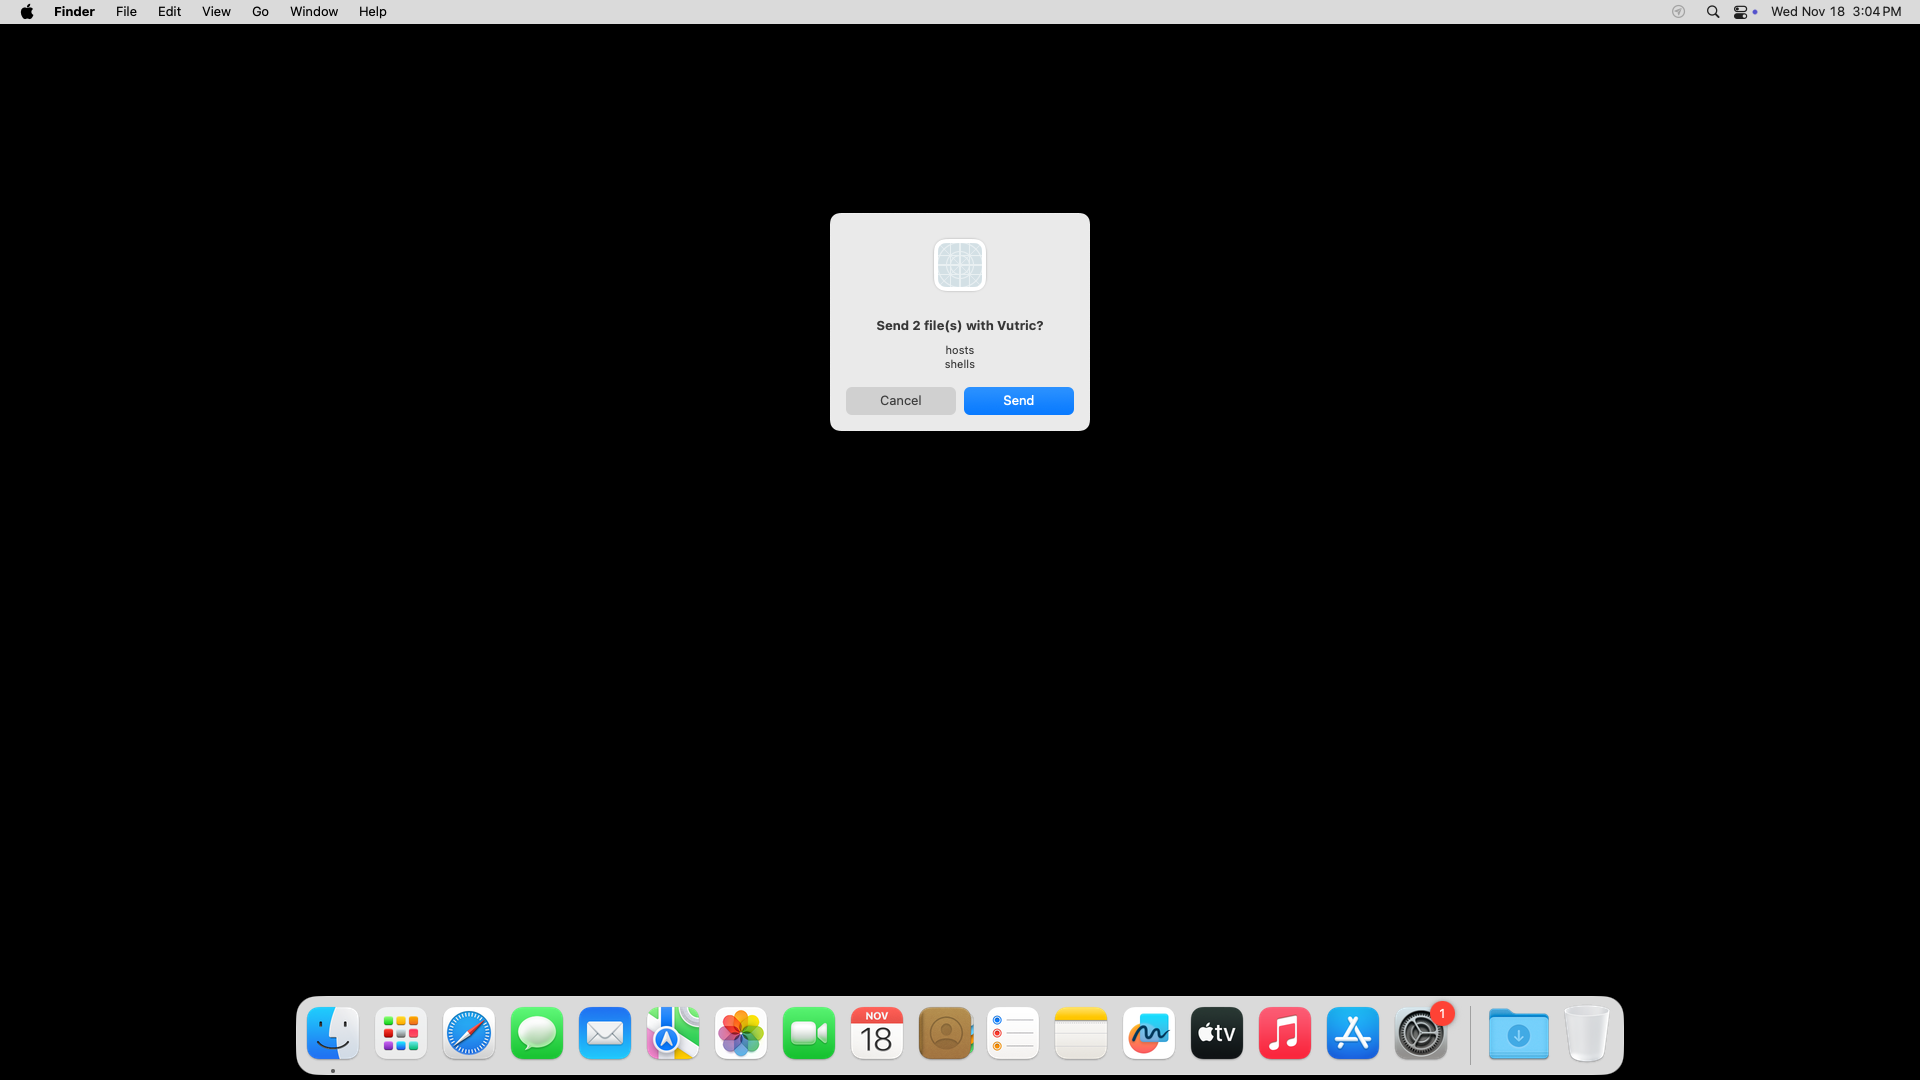 Finder File Edit View Go Window Help Wed Nov 18 3:04 PM
Send 2 file(s) with Vutric?
hosts
shells
Cancel Send
NOV
18
tv
1